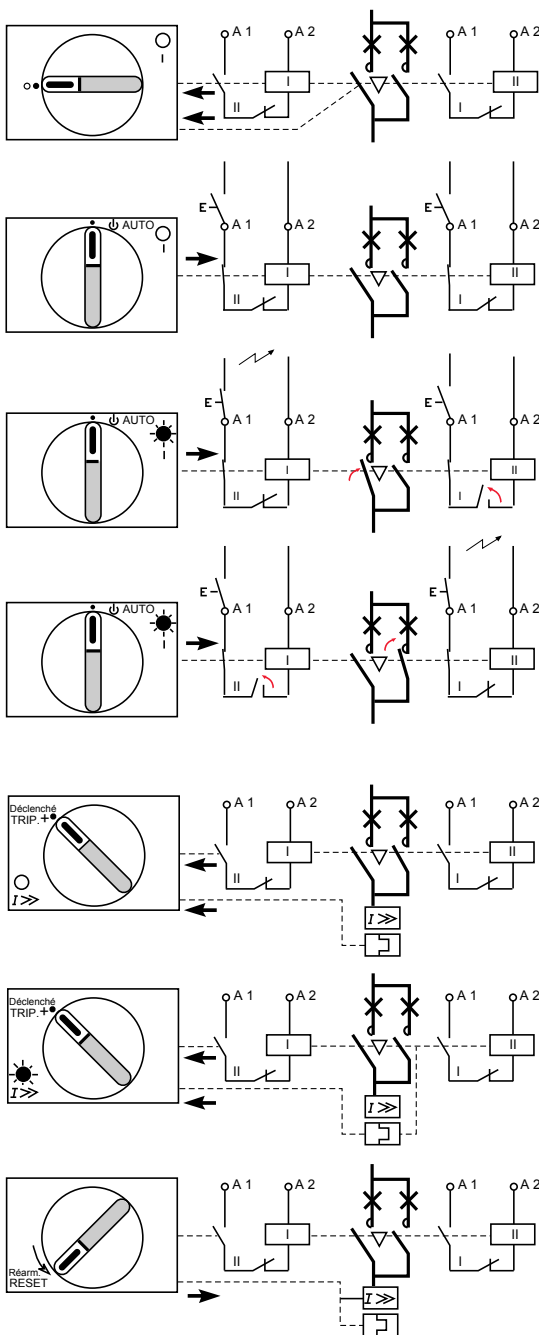 A 1 A 2 A 1 A 2
I I II
II I
AUTO
I
E A 1 A 2 E A 1 A 2
I II
II I
AUTO
I
E A 1 A 2 E A 1 A 2
I II
II I
AUTO
I
E A 1 A 2 E A 1 A 2
I II
II I
Déclenché
TRIP.+
A 1 A 2 A 1 A 2
I II
II I
I>>
I>>
Déclenché
TRIP.+
A 1 A 2 A 1 A 2
I II
II I
I>>
I>>
A 1 A 2 A 1 A 2
I II
II I
Réarm.
RESET
I>>